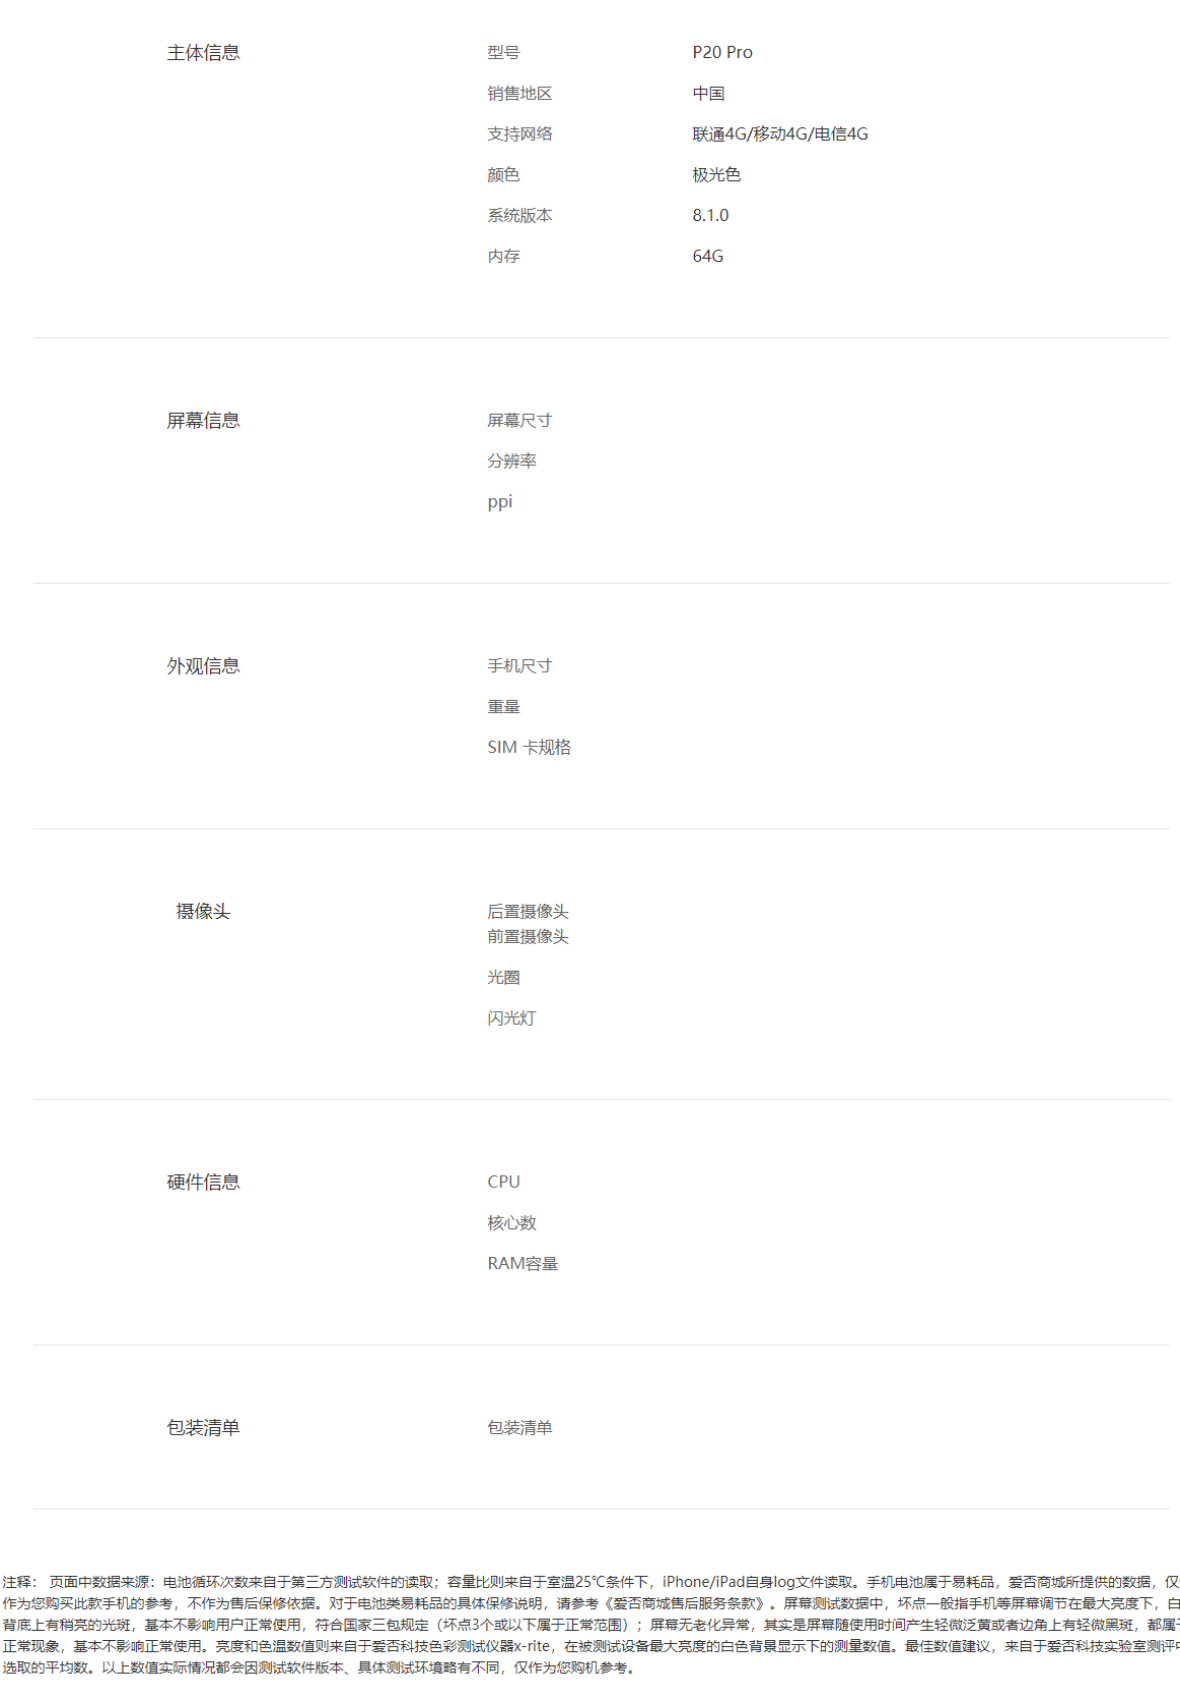 主体信息 型号 P20 Pro
销售地区 中国
支持网络 联通4G/移动4G/电信4G
颜色 极光色
系统版本 8.1.0
内存 64G
屏幕信息 屏幕尺寸
分辨率
ppi
外观信息 手机尺寸
重量
SIM 卡规格
摄像头 后置摄像头
前置摄像头
光圈
闪光灯
硬件信息 CPU
核心数
RAM容量
包装清单 包装清单
注释： 页面中数据来源：电池循环次数来自于第三方测试软件的读取；容量比则来自于室温25℃条件下，iPhone/iPad自身log文件读取。手机电池属于易耗品，爱否商城所提供的数据，仅
作为您购买此款手机的参考，不作为售后保修依据。对于电池类易耗品的具体保修说明，请参考《爱否商城售后服务条款》。屏幕测试数据中，坏点一般指手机等屏幕调节在最大亮度下，白
背底上有稍亮的光斑，基本不影响用户正常使用，符合国家三包规定（坏点3个或以下属于正常范围）；屏幕无老化异常，其实是屏幕随使用时间产生轻微泛黄或者边角上有轻微黑斑，都属于
正常现象，基本不影响正常使用。亮度和色温数值则来自于爱否科技色彩测试仪器x-rite，在被测试设备最大亮度的白色背景显示下的测量数值。最佳数值建议，来自于爱否科技实验室测评中
选取的平均数。以上数值实际情况都会因测试软件版本、具体测试环境略有不同，仅作为您购机参考。